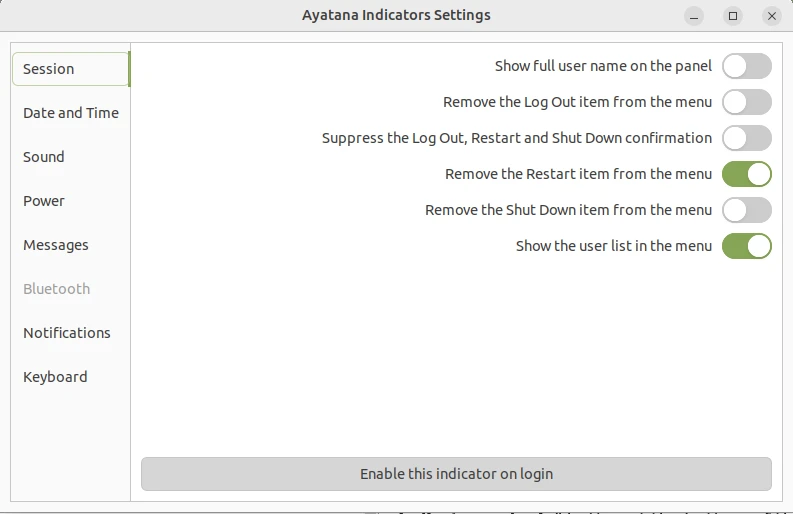 Ayatana Indicators Settings
Session
Date and Time
Sound
Power
Messages
Bluetooth
Notifications
Keyboard
Show full user name on the panel
Remove the Log Out item from the menu
Suppress the Log Out, Restart and Shut Down confirmation
Remove the Restart item from the menu
Remove the Shut Down item from the menu
Show the user list in the menu
Enable this indicator on login